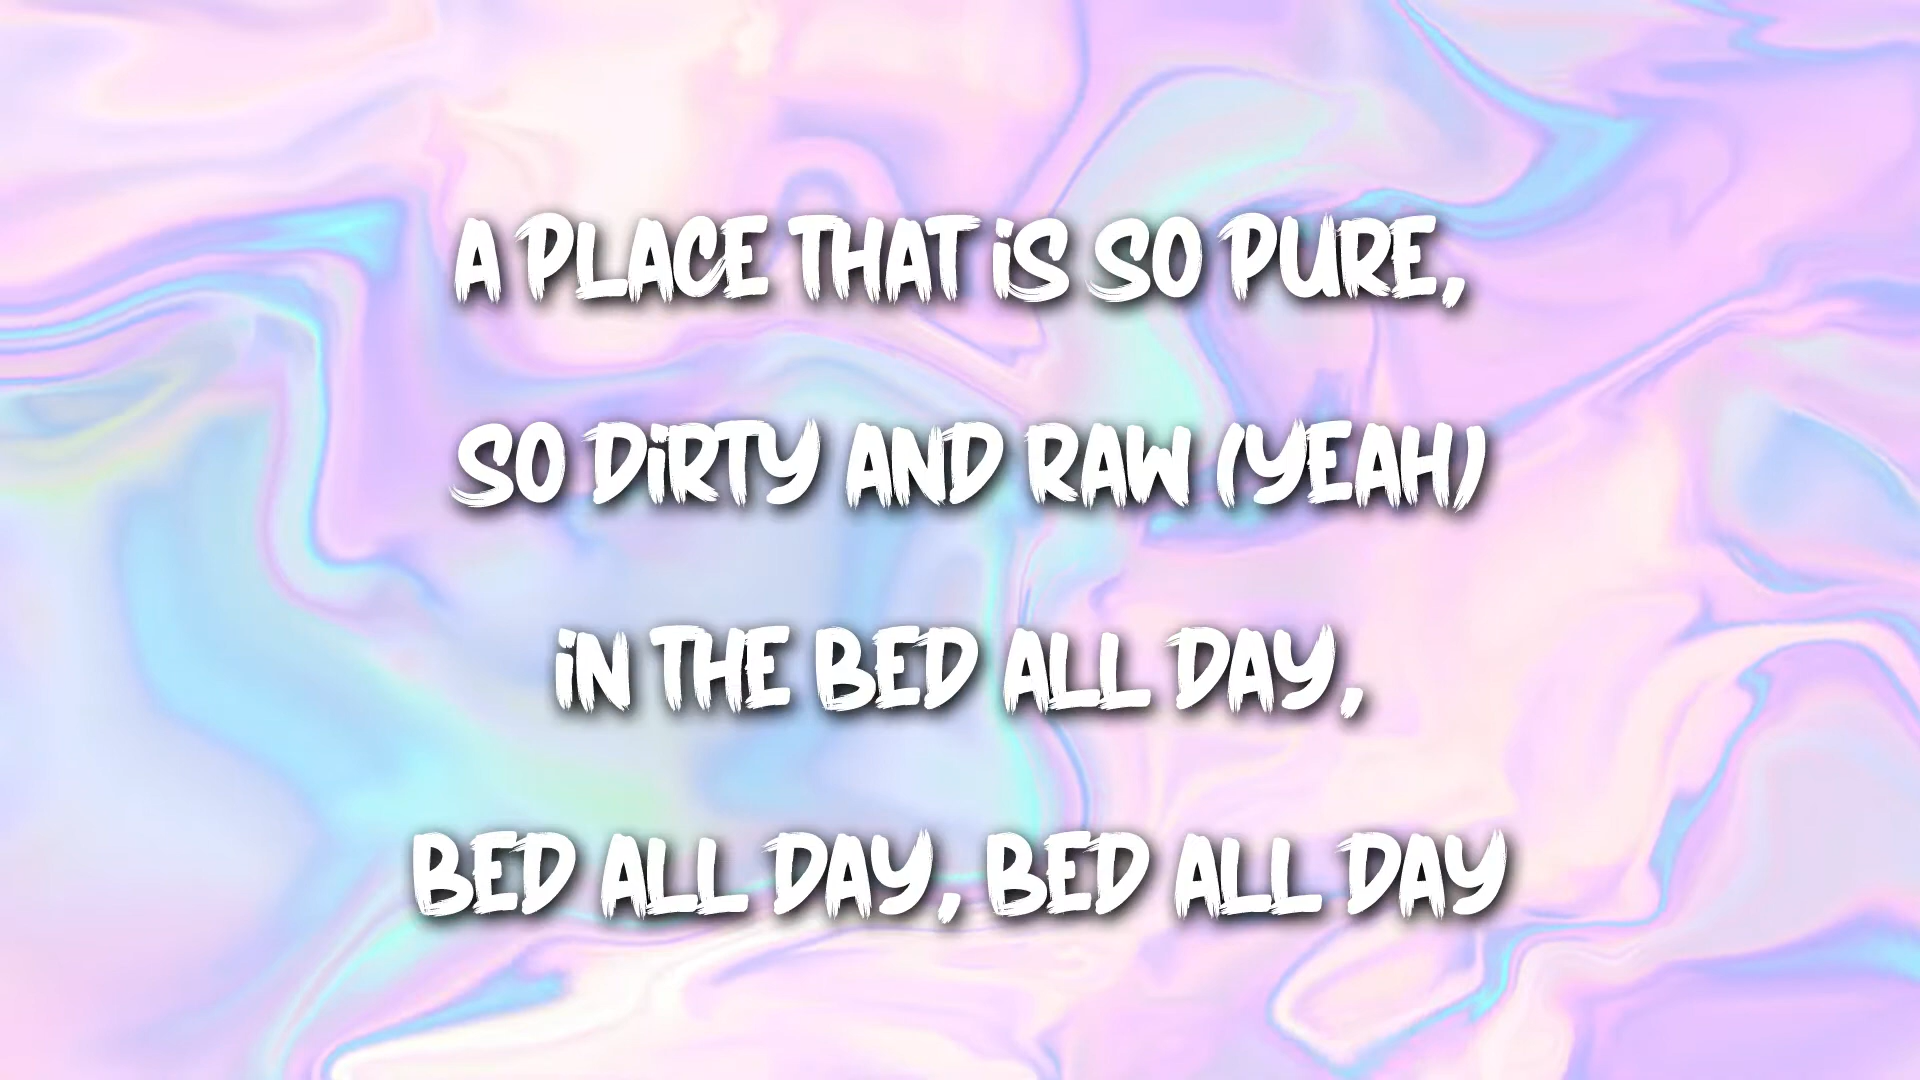 A PLACE THAT iS SO PURE,
SO DiRTY AND RAW (YEAH)
iN THE BED ALL DAY,
BED ALL DAY, BED ALL DAY